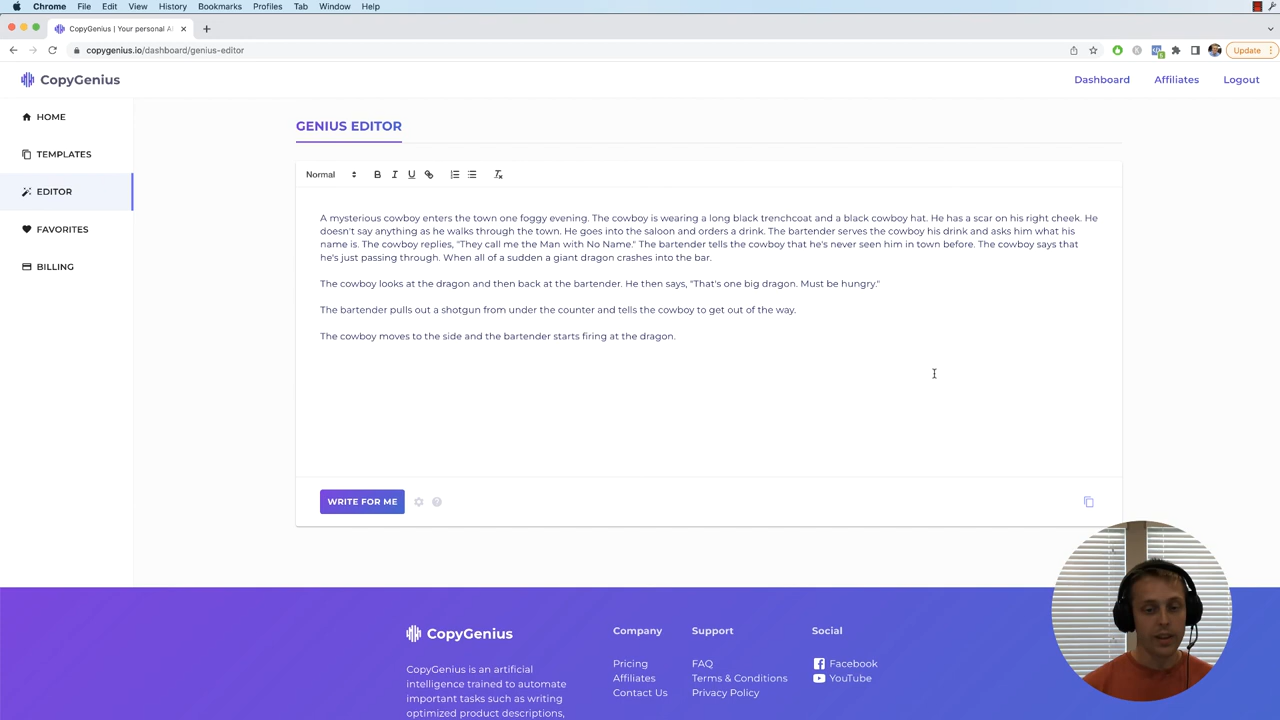 Chrome File Edit View History Bookmarks Profiles Tab Window Help
CopyGenius | Your personal AI
copygenius.io/dashboard/genius-editor
Update
CopyGenius
Dashboard Affiliates Logout
HOME
TEMPLATES
EDITOR
FAVORITES
BILLING
GENIUS EDITOR
Normal
A mysterious cowboy enters the town one foggy evening. The cowboy is wearing a long black trenchcoat and a black cowboy hat. He has a scar on his right cheek. He
doesn't say anything as he walks through the town. He goes into the saloon and orders a drink. The bartender serves the cowboy his drink and asks him what his
name is. The cowboy replies, "They call me the Man with No Name." The bartender tells the cowboy that he's never seen him in town before. The cowboy says that
he's just passing through. When all of a sudden a giant dragon crashes into the bar.
The cowboy looks at the dragon and then back at the bartender. He then says, "That's one big dragon. Must be hungry."
The bartender pulls out a shotgun from under the counter and tells the cowboy to get out of the way.
The cowboy moves to the side and the bartender starts firing at the dragon.
WRITE FOR ME
CopyGenius
CopyGenius is an artificial
intelligence trained to automate
important tasks such as writing
optimized product descriptions,
Company
Pricing
Affiliates
Contact Us
Support
FAQ
Terms & Conditions
Privacy Policy
Social
Facebook
YouTube